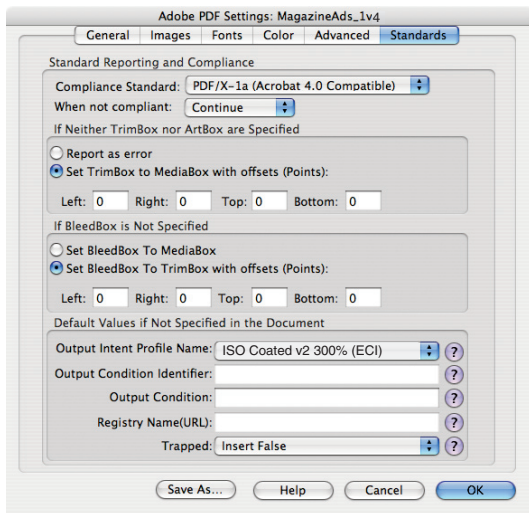 Adobe PDF Settings: MagazineAds_1v4
General Images Fonts Color Advanced Standards
Standard Reporting and Compliance
Compliance Standard: PDF/X-1a (Acrobat 4.0 Compatible)
When not compliant: Continue
If Neither TrimBox nor ArtBox are Specified
Report as error
Set TrimBox to MediaBox with offsets (Points):
Left: 0 Right: 0 Top: 0 Bottom: 0
If BleedBox is Not Specified
Set BleedBox To MediaBox
Set BleedBox To TrimBox with offsets (Points):
Left: 0 Right: 0 Top: 0 Bottom: 0
Default Values if Not Specified in the Document
Output Intent Profile Name: ISO Coated v2 300% (ECI) ?
Output Condition Identifier: ?
Output Condition: ?
Registry Name(URL): ?
Trapped: Insert False ?
Save As... Help Cancel OK